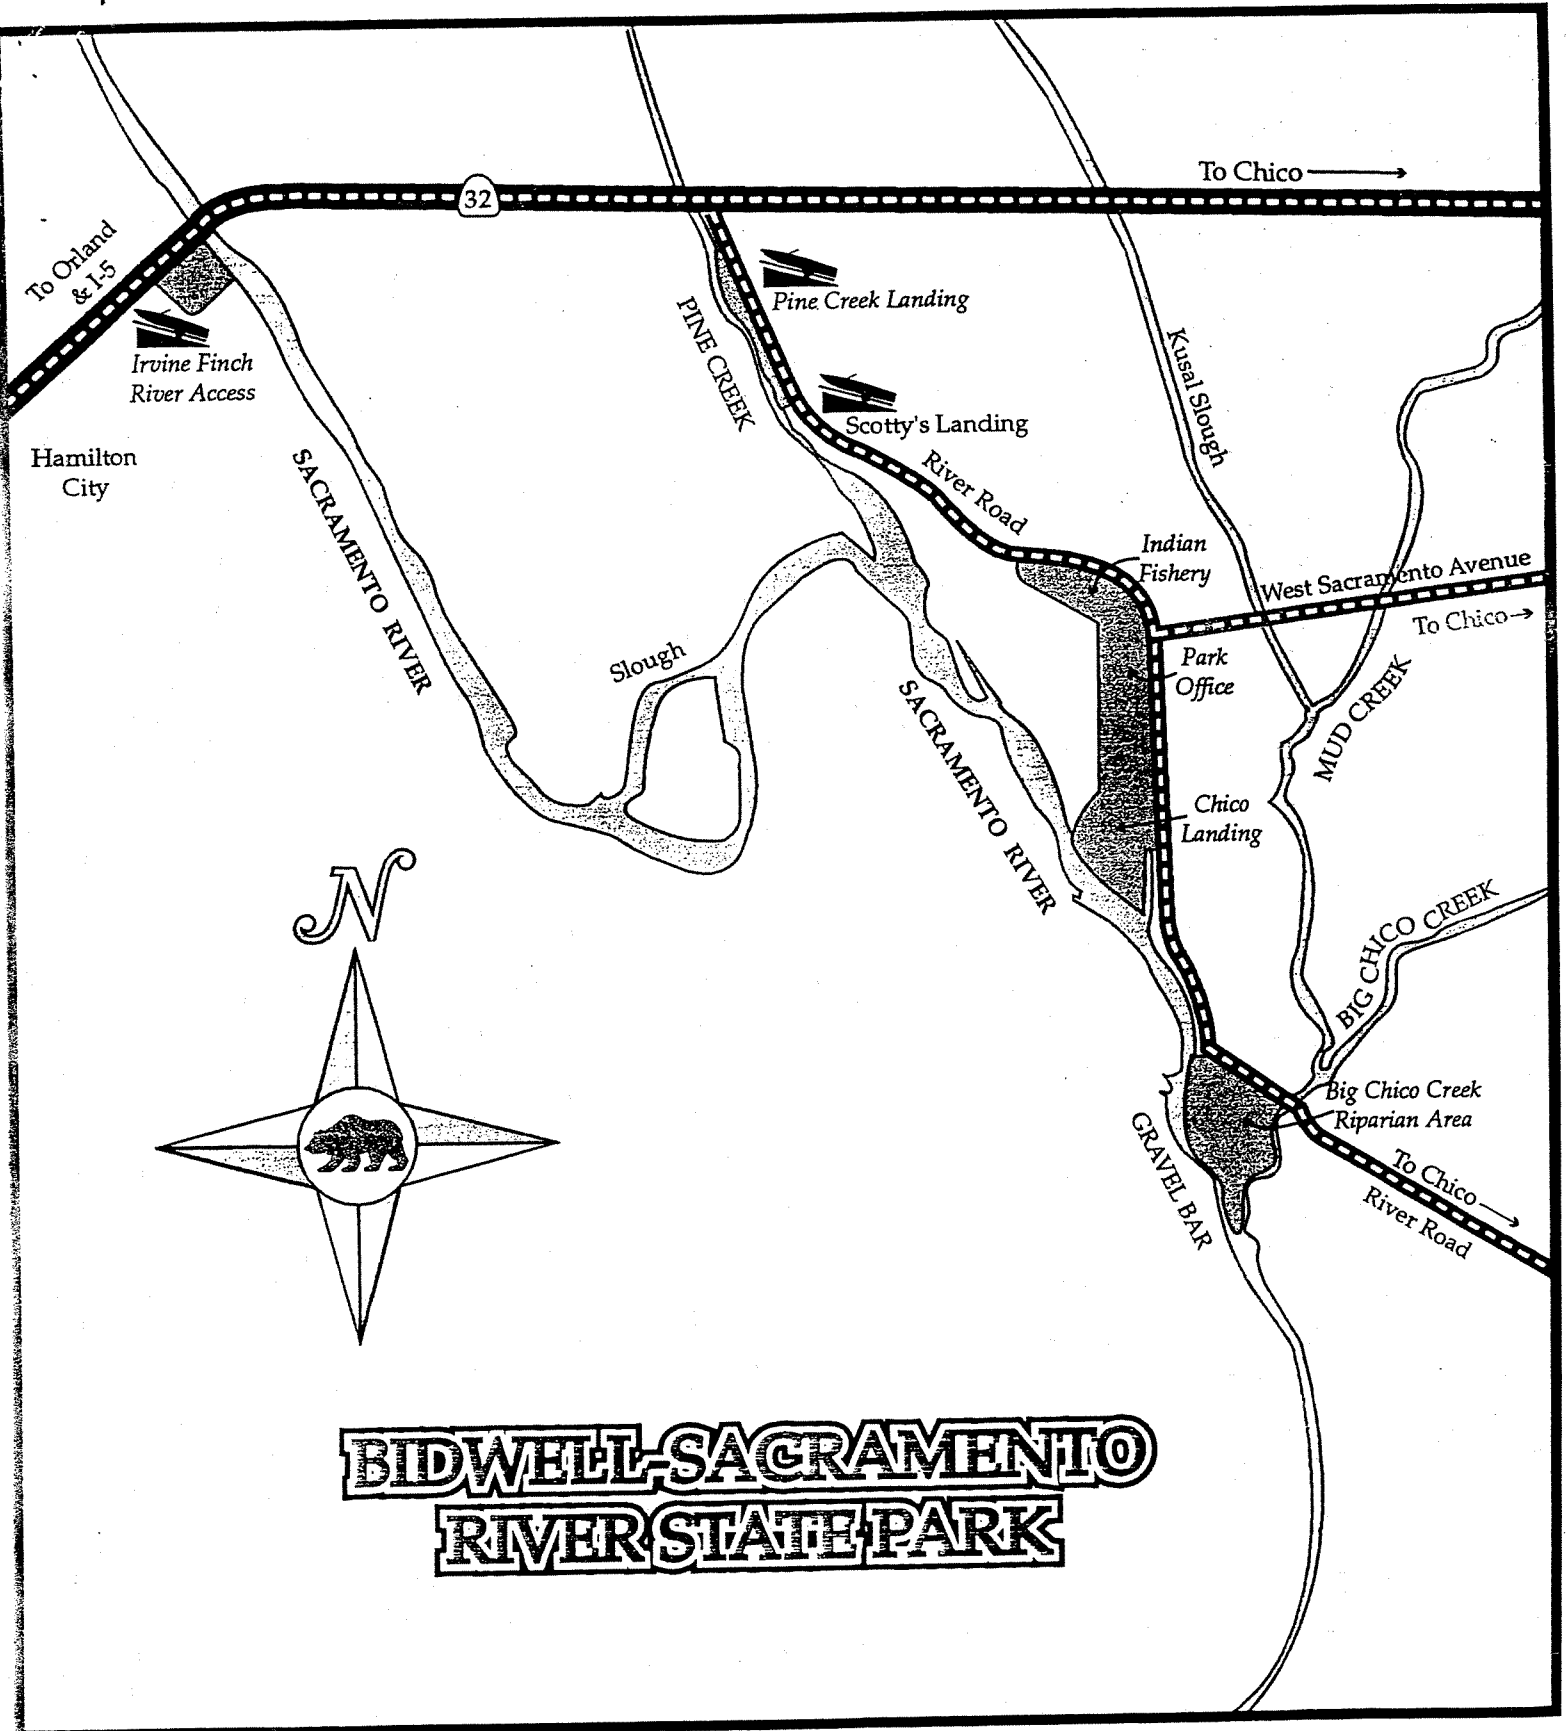 To Chico
32
To Orland
& I-5
Pine Creek Landing
PINE CREEK
Irvine Finch
River Access
Kusal Slough
Scotty's Landing
Hamilton
City
SACRAMENTO RIVER
River Road
Indian
Fishery
West Sacramento Avenue
To Chico
Slough
Park
Office
SACRAMENTO RIVER
MUD CREEK
Chico
Landing
N
BIG CHICO CREEK
Big Chico Creek
Riparian Area
GRAVEL BAR
To Chico
River Road
BIDWELL-SACRAMENTO
RIVER STATE PARK